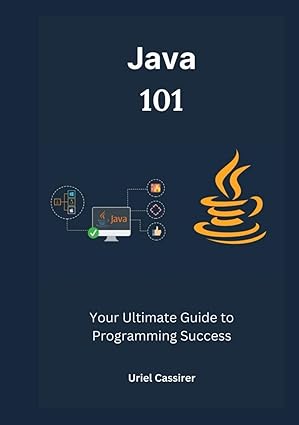 Java
101
Java
Your Ultimate Guide to
Programming Success
Uriel Cassirer